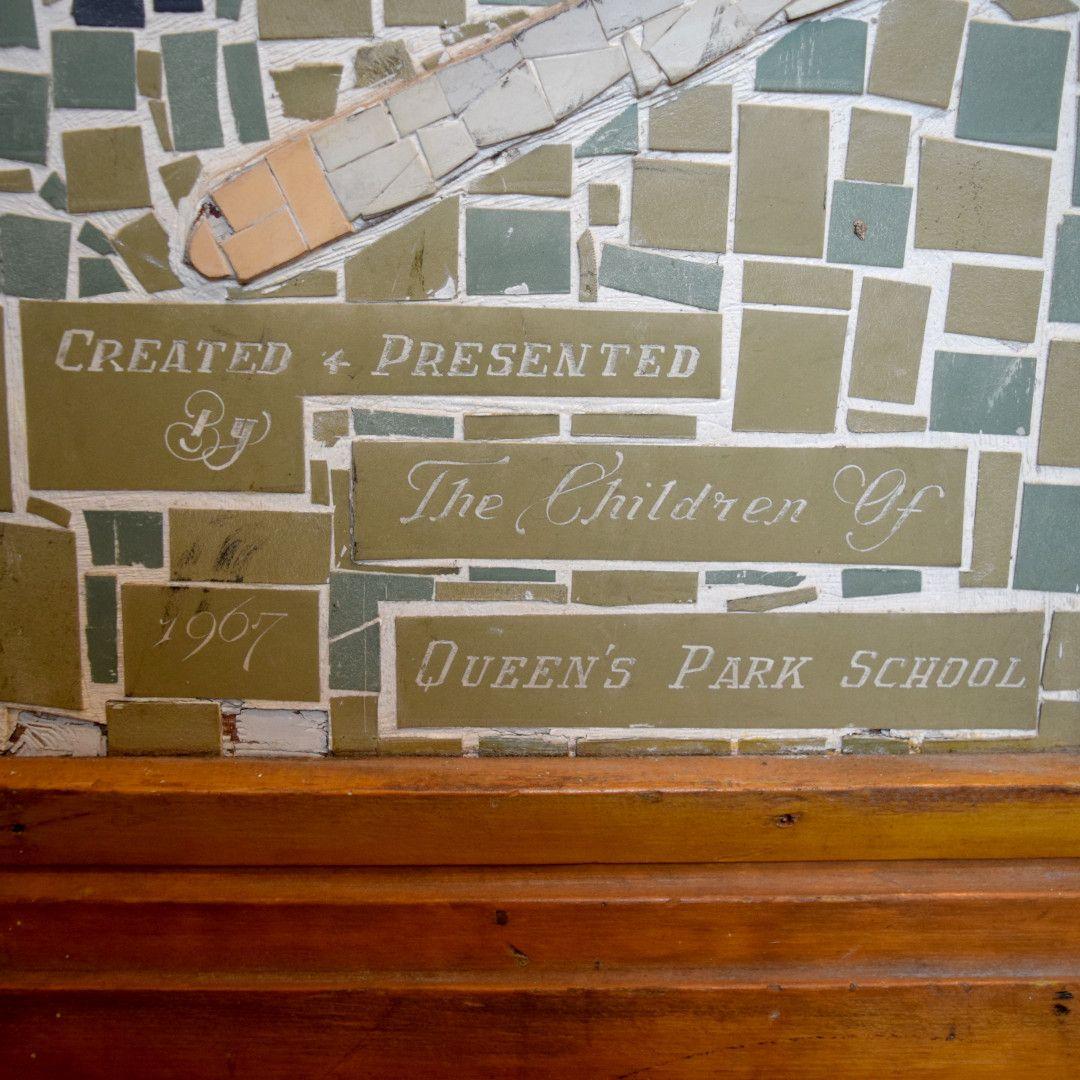 CREATED & PRESENTED
By
The Children Of
1967
QUEEN'S PARK SCHOOL